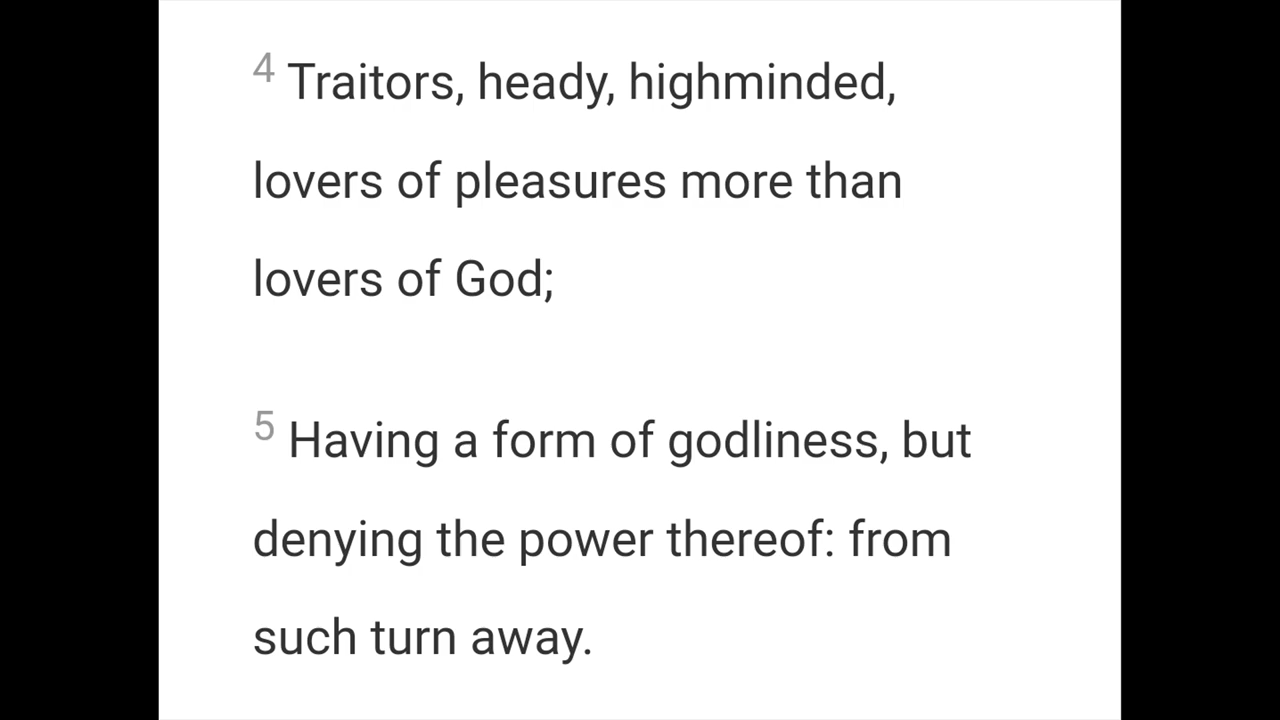 4 Traitors, heady, highminded,
lovers of pleasures more than
lovers of God;
5 Having a form of godliness, but
denying the power thereof: from
such turn away.